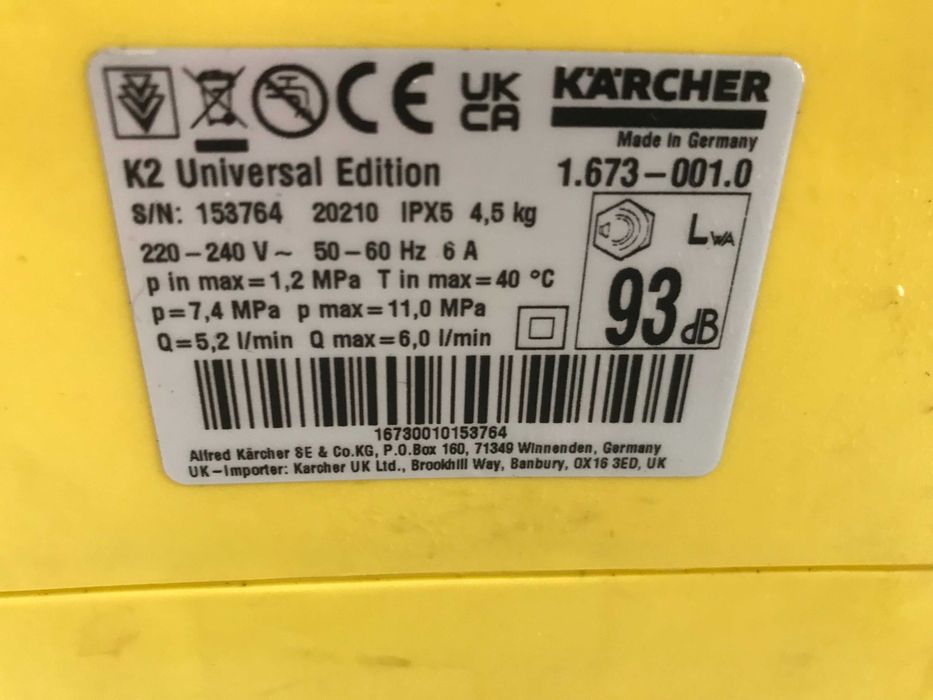 UK
CA
KÄRCHER
Made in Germany
K2 Universal Edition 1.673-001.0
S/N: 153764 20210 IPX5 4,5 kg
220-240 V~ 50-60 Hz 6 A
p in max=1,2 MPa T in max=40 °C
p=7,4 MPa p max=11,0 MPa
Q=5,2 l/min Q max=6,0 l/min
LWA
93 dB
16730010153764
Alfred Kärcher SE & Co.KG, P.O.Box 160, 71349 Winnenden, Germany
UK-Importer: Karcher UK Ltd., Brookhill Way, Banbury, OX16 3ED, UK